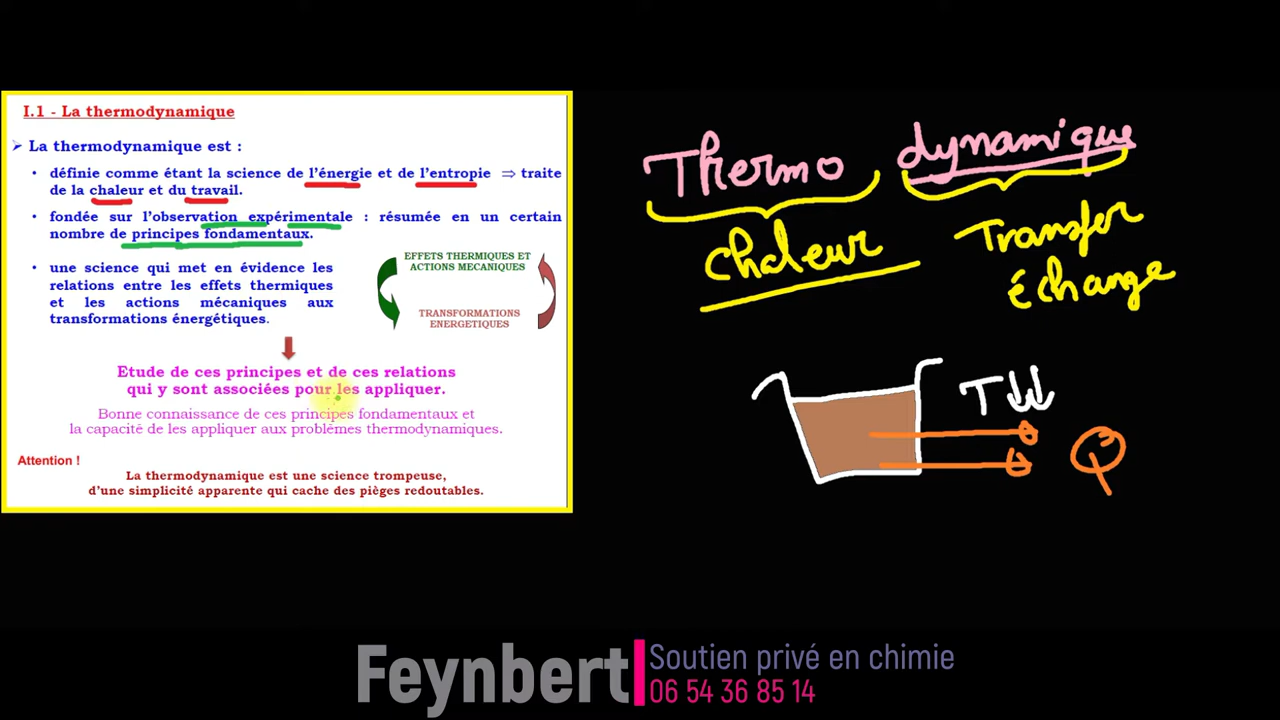 I.1 - La thermodynamique
➤ La thermodynamique est :
• définie comme étant la science de l'énergie et de l'entropie ⇒ traite
de la chaleur et du travail.
• fondée sur l'observation expérimentale : résumée en un certain
nombre de principes fondamentaux.
• une science qui met en évidence les
relations entre les effets thermiques
et les actions mécaniques aux
transformations énergétiques.
EFFETS THERMIQUES ET
ACTIONS MECANIQUES
TRANSFORMATIONS
ENERGETIQUES
Etude de ces principes et de ces relations
qui y sont associées pour les appliquer.
Bonne connaissance de ces principes fondamentaux et
la capacité de les appliquer aux problèmes thermodynamiques.
Attention !
La thermodynamique est une science trompeuse,
d'une simplicité apparente qui cache des pièges redoutables.
Thermo dynamique
chaleur
Transfer
échange
T↓↓
Q
Feynbert
Soutien privé en chimie
06 54 36 85 14